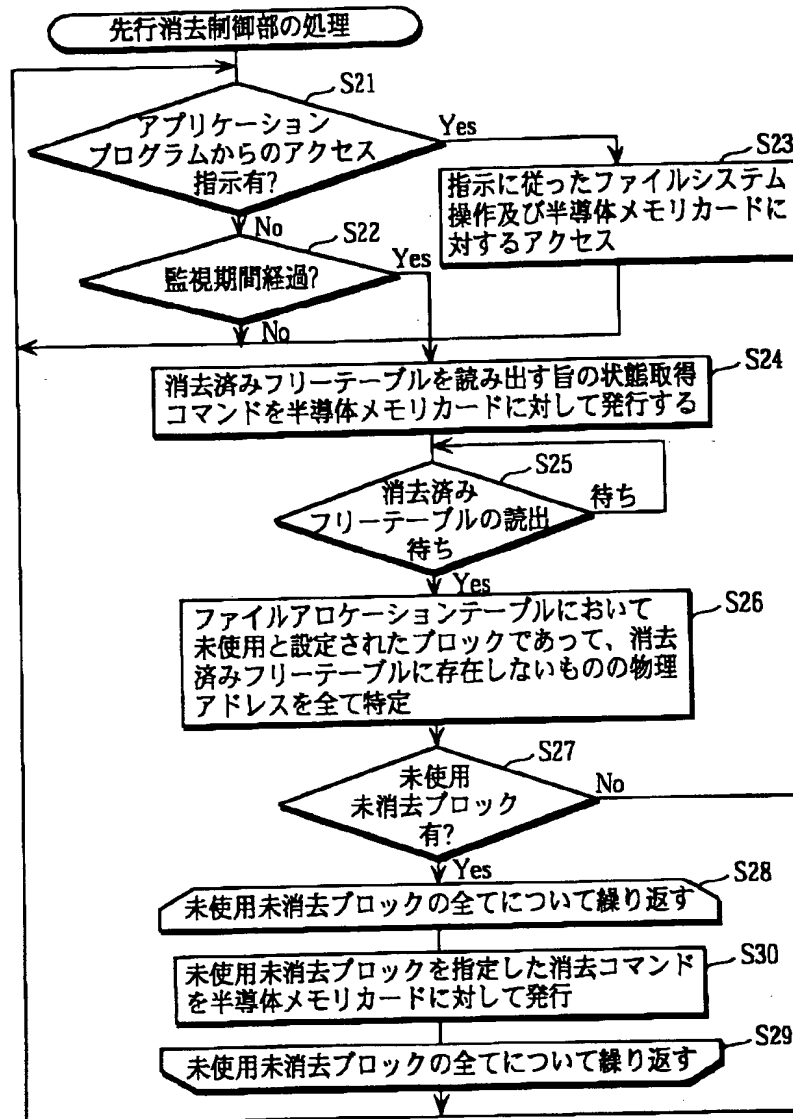 先行消去制御部の処理
S21
アプリケーション
プログラムからのアクセス
指示有?
Yes
S23
指示に従ったファイルシステム
操作及び半導体メモリカードに
対するアクセス
No
S22
監視期間経過?
Yes
No
S24
消去済みフリーテーブルを読み出す旨の状態取得
コマンドを半導体メモリカードに対して発行する
S25
消去済み
フリーテーブルの読出
待ち
待ち
Yes
S26
ファイルアロケーションテーブルにおいて
未使用と設定されたブロックであって、消去
済みフリーテーブルに存在しないものの物理
アドレスを全て特定
S27
未使用
未消去ブロック
有?
No
Yes
S28
未使用未消去ブロックの全てについて繰り返す
S30
未使用未消去ブロックを指定した消去コマンド
を半導体メモリカードに対して発行
S29
未使用未消去ブロックの全てについて繰り返す